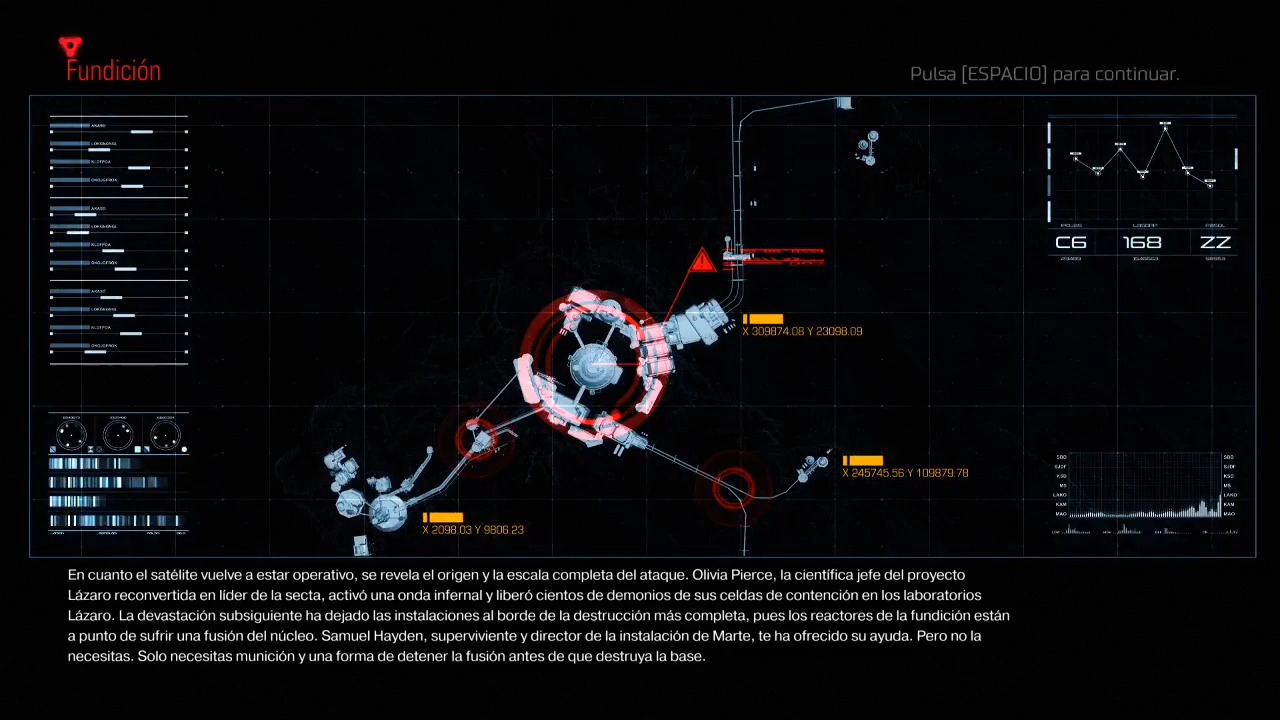 Fundición
Pulsa [ESPACIO] para continuar.
C6 168 ZZ
X 309874.08 Y 23098.09
X 245745.56 Y 109879.78
X 2098.03 Y 9806.23
En cuanto el satélite vuelve a estar operativo, se revela el origen y la escala completa del ataque. Olivia Pierce, la científica jefe del proyecto
Lázaro reconvertida en líder de la secta, activó una onda infernal y liberó cientos de demonios de sus celdas de contención en los laboratorios
Lázaro. La devastación subsiguiente ha dejado las instalaciones al borde de la destrucción más completa, pues los reactores de la fundición están
a punto de sufrir una fusión del núcleo. Samuel Hayden, superviviente y director de la instalación de Marte, te ha ofrecido su ayuda. Pero no la
necesitas. Solo necesitas munición y una forma de detener la fusión antes de que destruya la base.